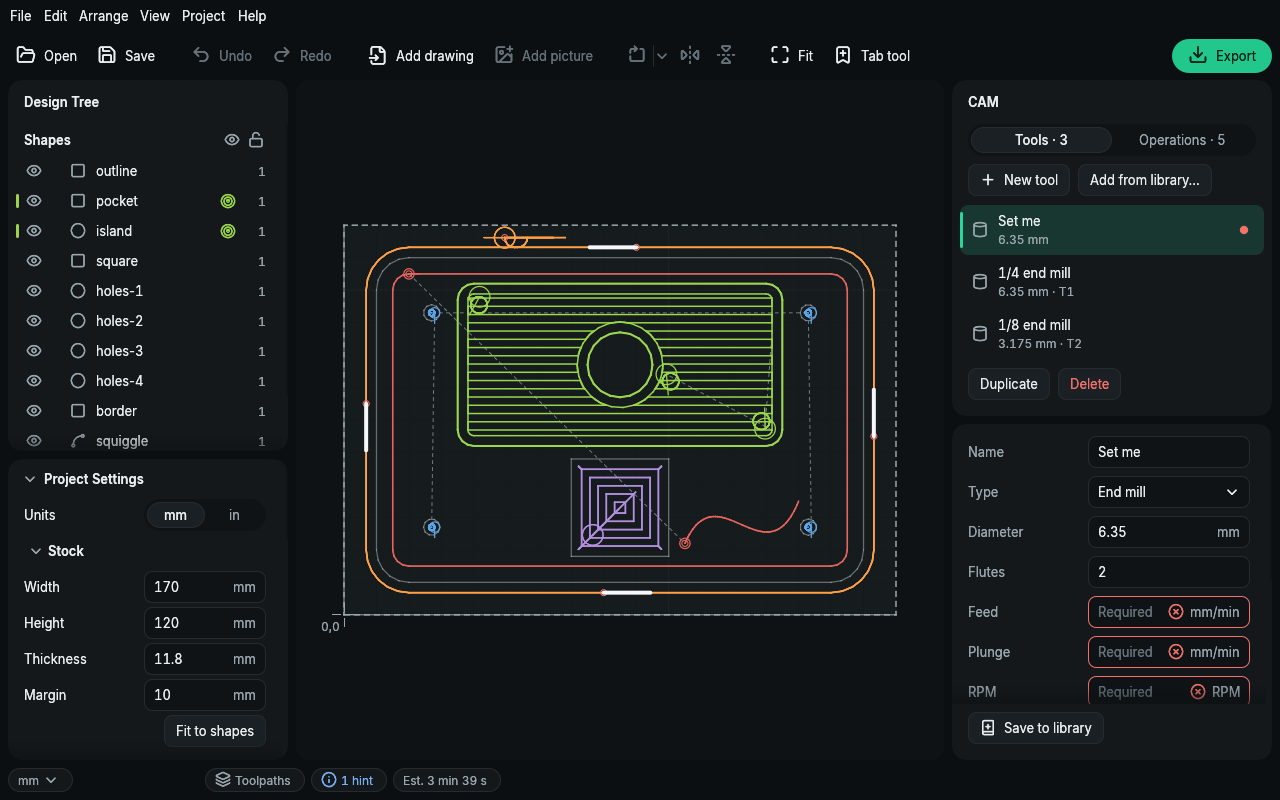 File Edit Arrange View Project Help
Open Save Undo Redo Add drawing Add picture Fit Tab tool Export
Design Tree
Shapes
outline 1
pocket 1
island 1
square 1
holes-1 1
holes-2 1
holes-3 1
holes-4 1
border 1
squiggle 1
Project Settings
Units mm in
Stock
Width 170 mm
Height 120 mm
Thickness 11.8 mm
Margin 10 mm
Fit to shapes
0,0
CAM
Tools · 3 Operations · 5
New tool Add from library...
Set me
6.35 mm
1/4 end mill
6.35 mm · T1
1/8 end mill
3.175 mm · T2
Duplicate Delete
Name Set me
Type End mill
Diameter 6.35 mm
Flutes 2
Feed Required mm/min
Plunge Required mm/min
RPM Required RPM
Save to library
mm Toolpaths 1 hint Est. 3 min 39 s